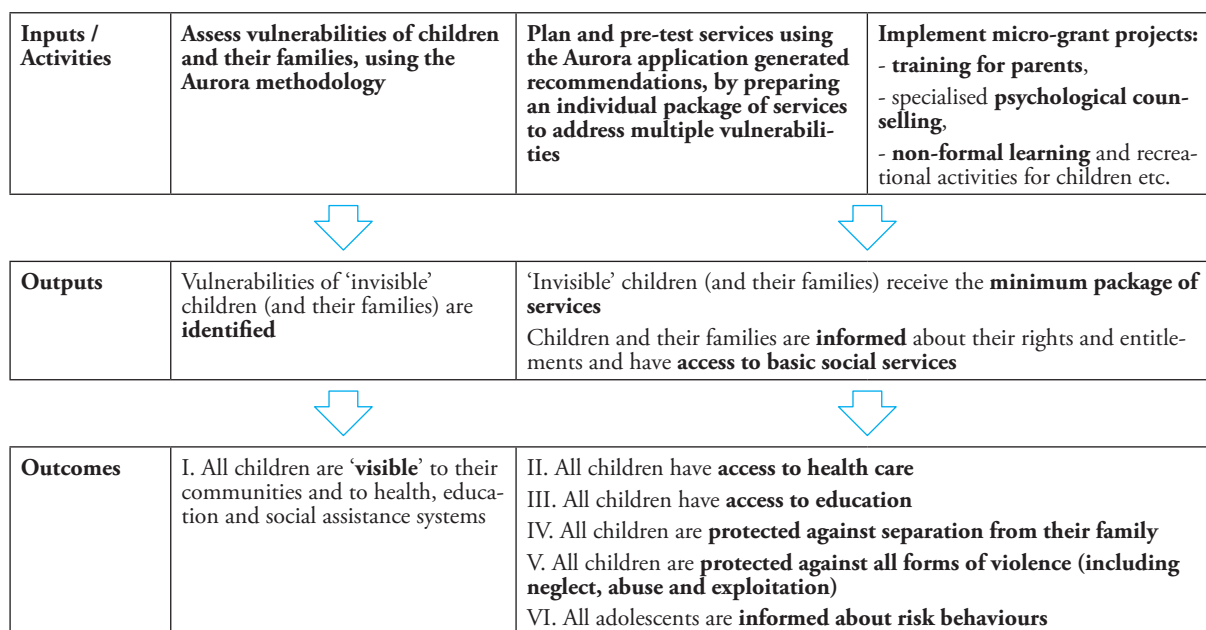 Inputs /
Activities
Assess vulnerabilities of children
and their families, using the
Aurora methodology
Plan and pre-test services using
the Aurora application generated
recommendations, by preparing
an individual package of services
to address multiple vulnerabili-
ties
Implement micro-grant projects:
- training for parents,
- specialised psychological coun-
selling,
- non-formal learning and recrea-
tional activities for children etc.
Outputs
Vulnerabilities of ‘invisible’
children (and their families) are
identified
‘Invisible’ children (and their families) receive the minimum package of
services
Children and their families are informed about their rights and entitle-
ments and have access to basic social services
Outcomes
I. All children are ‘visible’ to their
communities and to health, educa-
tion and social assistance systems
II. All children have access to health care
III. All children have access to education
IV. All children are protected against separation from their family
V. All children are protected against all forms of violence (including
neglect, abuse and exploitation)
VI. All adolescents are informed about risk behaviours